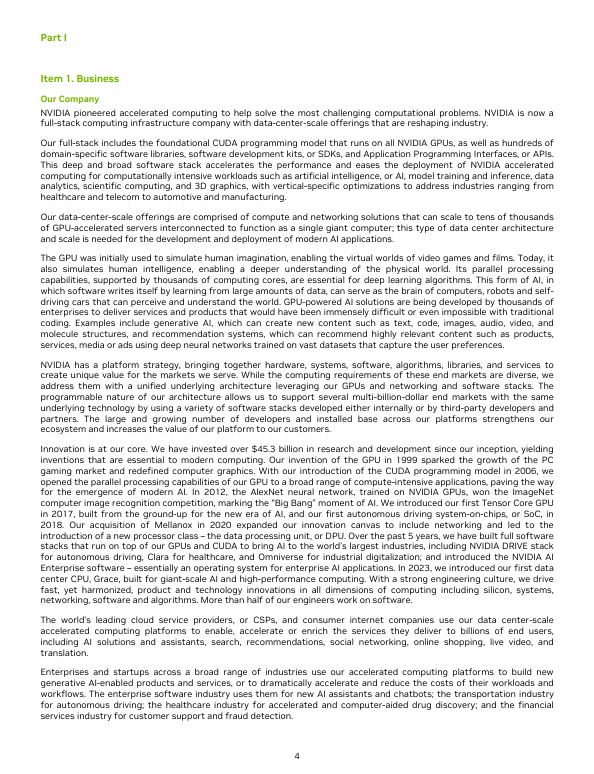 Part I
Item 1. Business
Our Company
NVIDIA pioneered accelerated computing to help solve the most challenging computational problems. NVIDIA is now a
full-stack computing infrastructure company with data-center-scale offerings that are reshaping industry.
Our full-stack includes the foundational CUDA programming model that runs on all NVIDIA GPUs, as well as hundreds of
domain-specific software libraries, software development kits, or SDKs, and Application Programming Interfaces, or APIs.
This deep and broad software stack accelerates the performance and eases the deployment of NVIDIA accelerated
computing for computationally intensive workloads such as artificial intelligence, or AI, model training and inference, data
analytics, scientific computing, and 3D graphics, with vertical-specific optimizations to address industries ranging from
healthcare and telecom to automotive and manufacturing.
Our data-center-scale offerings are comprised of compute and networking solutions that can scale to tens of thousands
of GPU-accelerated servers interconnected to function as a single giant computer; this type of data center architecture
and scale is needed for the development and deployment of modern AI applications.
The GPU was initially used to simulate human imagination, enabling the virtual worlds of video games and films. Today, it
also simulates human intelligence, enabling a deeper understanding of the physical world. Its parallel processing
capabilities, supported by thousands of computing cores, are essential for deep learning algorithms. This form of AI, in
which software writes itself by learning from large amounts of data, can serve as the brain of computers, robots and self-
driving cars that can perceive and understand the world. GPU-powered AI solutions are being developed by thousands of
enterprises to deliver services and products that would have been immensely difficult or even impossible with traditional
coding. Examples include generative AI, which can create new content such as text, code, images, audio, video, and
molecule structures, and recommendation systems, which can recommend highly relevant content such as products,
services, media or ads using deep neural networks trained on vast datasets that capture the user preferences.
NVIDIA has a platform strategy, bringing together hardware, systems, software, algorithms, libraries, and services to
create unique value for the markets we serve. While the computing requirements of these end markets are diverse, we
address them with a unified underlying architecture leveraging our GPUs and networking and software stacks. The
programmable nature of our architecture allows us to support several multi-billion-dollar end markets with the same
underlying technology by using a variety of software stacks developed either internally or by third-party developers and
partners. The large and growing number of developers and installed base across our platforms strengthens our
ecosystem and increases the value of our platform to our customers.
Innovation is at our core. We have invested over $45.3 billion in research and development since our inception, yielding
inventions that are essential to modern computing. Our invention of the GPU in 1999 sparked the growth of the PC
gaming market and redefined computer graphics. With our introduction of the CUDA programming model in 2006, we
opened the parallel processing capabilities of our GPU to a broad range of compute-intensive applications, paving the way
for the emergence of modern AI. In 2012, the AlexNet neural network, trained on NVIDIA GPUs, won the ImageNet
computer image recognition competition, marking the “Big Bang” moment of AI. We introduced our first Tensor Core GPU
in 2017, built from the ground-up for the new era of AI, and our first autonomous driving system-on-chips, or SoC, in
2018. Our acquisition of Mellanox in 2020 expanded our innovation canvas to include networking and led to the
introduction of a new processor class – the data processing unit, or DPU. Over the past 5 years, we have built full software
stacks that run on top of our GPUs and CUDA to bring AI to the world’s largest industries, including NVIDIA DRIVE stack
for autonomous driving, Clara for healthcare, and Omniverse for industrial digitalization; and introduced the NVIDIA AI
Enterprise software – essentially an operating system for enterprise AI applications. In 2023, we introduced our first data
center CPU, Grace, built for giant-scale AI and high-performance computing. With a strong engineering culture, we drive
fast, yet harmonized, product and technology innovations in all dimensions of computing including silicon, systems,
networking, software and algorithms. More than half of our engineers work on software.
The world’s leading cloud service providers, or CSPs, and consumer internet companies use our data center-scale
accelerated computing platforms to enable, accelerate or enrich the services they deliver to billions of end users,
including AI solutions and assistants, search, recommendations, social networking, online shopping, live video, and
translation.
Enterprises and startups across a broad range of industries use our accelerated computing platforms to build new
generative AI-enabled products and services, or to dramatically accelerate and reduce the costs of their workloads and
workflows. The enterprise software industry uses them for new AI assistants and chatbots; the transportation industry
for autonomous driving; the healthcare industry for accelerated and computer-aided drug discovery; and the financial
services industry for customer support and fraud detection.
4